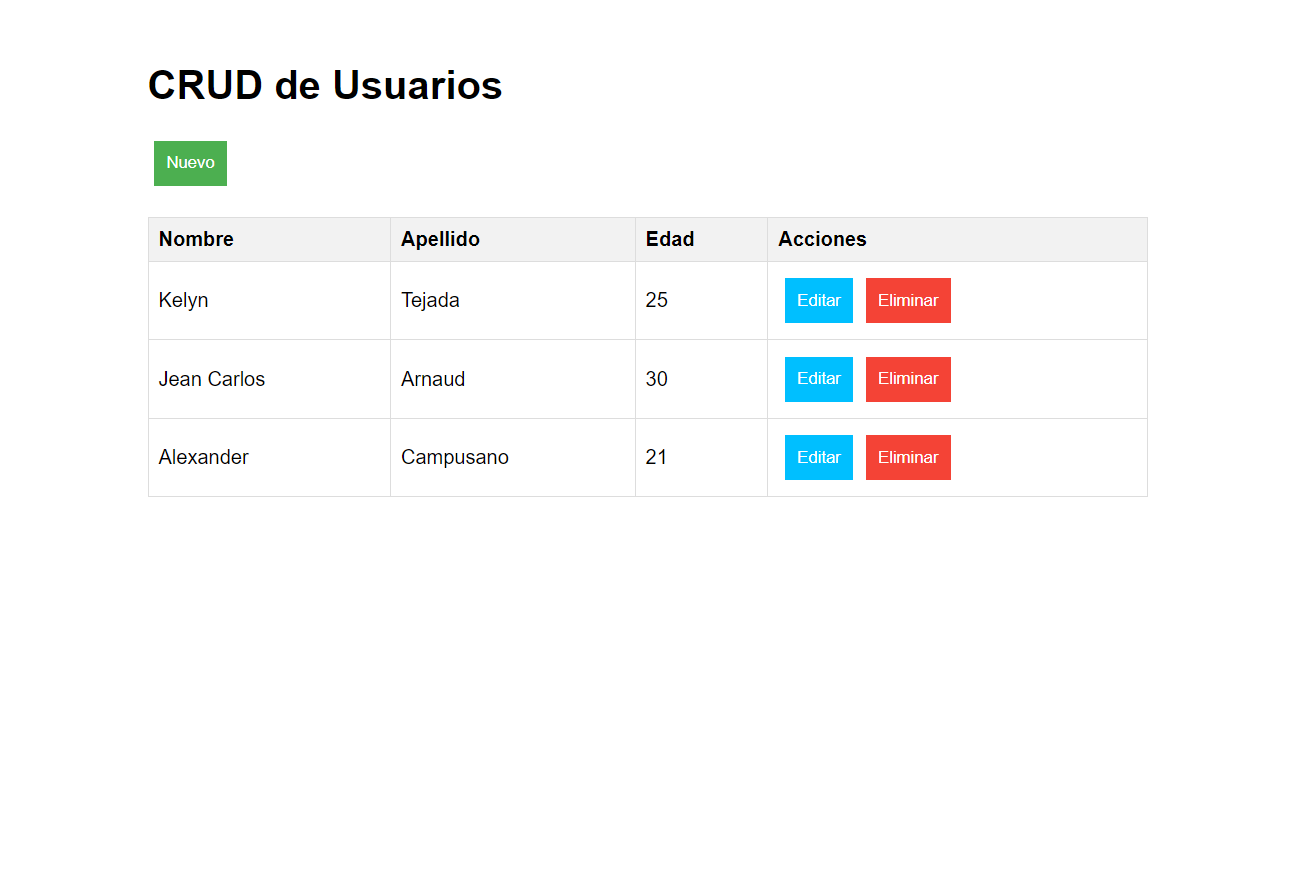 CRUD de Usuarios
Nuevo
Nombre Apellido Edad Acciones
Kelyn Tejada 25 Editar Eliminar
Jean Carlos Arnaud 30 Editar Eliminar
Alexander Campusano 21 Editar Eliminar